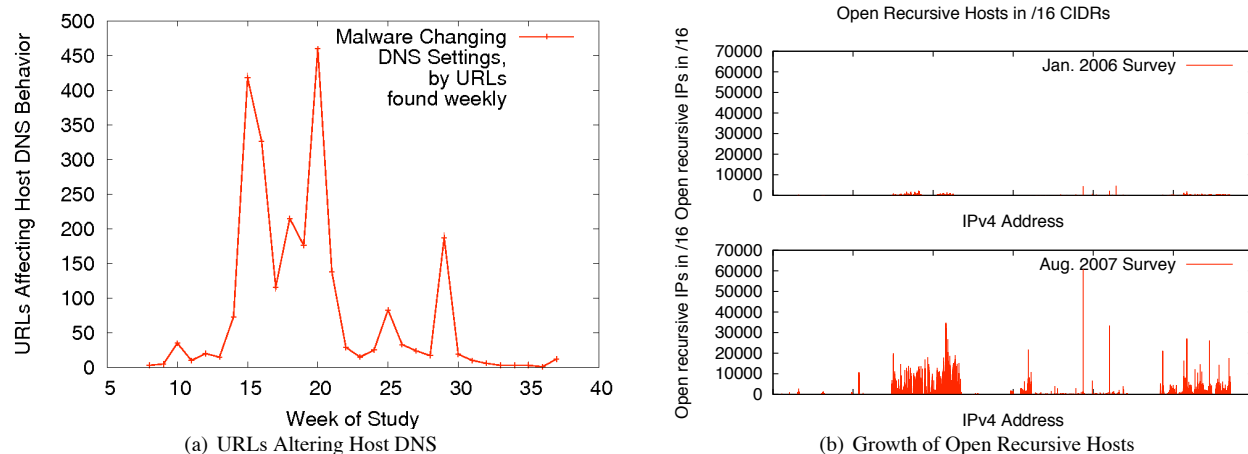 500
450
400
350
300
250
200
150
100
50
0
5
10
15
20
25
30
35
40
URLs Affecting Host DNS Behavior
Week of Study
Malware Changing
DNS Settings,
by URLs
found weekly
(a) URLs Altering Host DNS
Open Recursive Hosts in /16 CIDRs
70000
60000
50000
40000
30000
20000
10000
0
Open recursive IPs in /16
Jan. 2006 Survey
IPv4 Address
70000
60000
50000
40000
30000
20000
10000
0
Open recursive IPs in /16
Aug. 2007 Survey
IPv4 Address
(b) Growth of Open Recursive Hosts